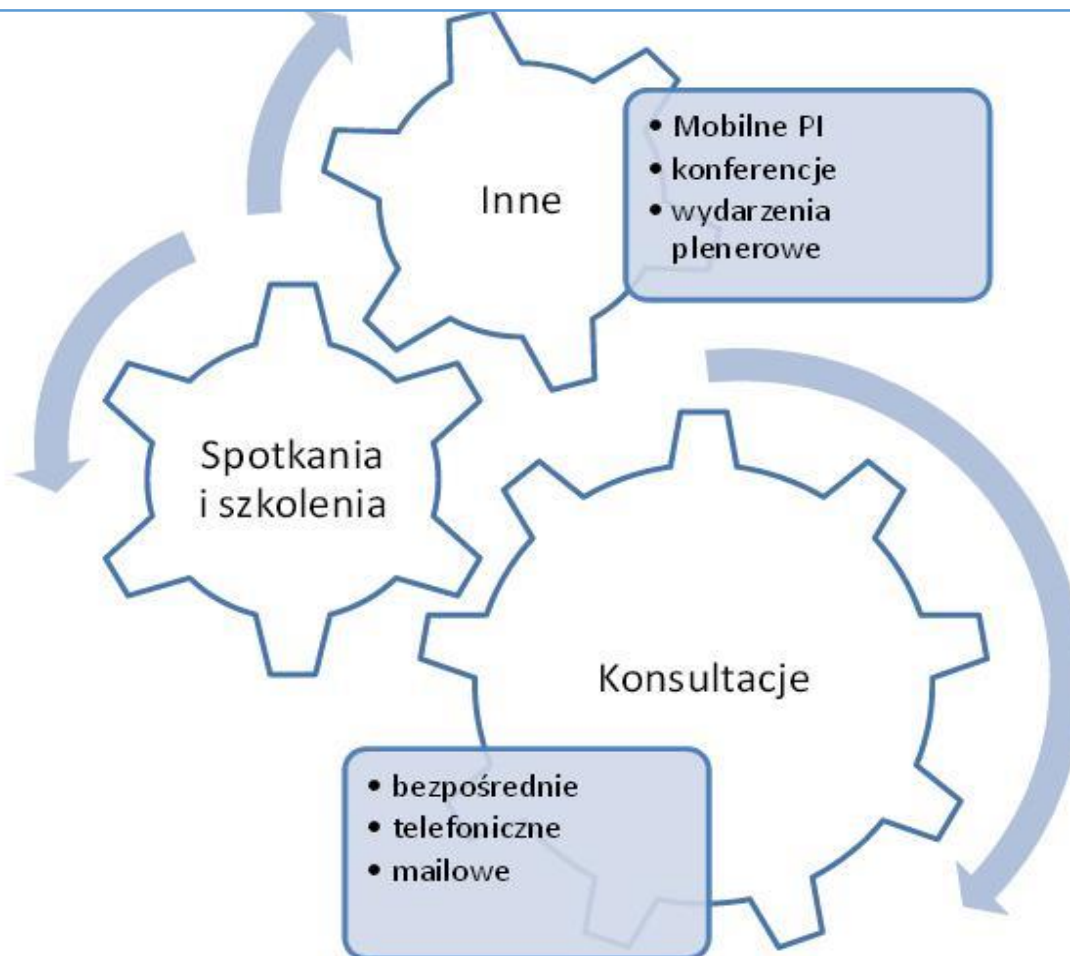 Inne
• Mobilne PI
• konferencje
• wydarzenia
plenerowe
Spotkania
i szkolenia
Konsultacje
• bezpośrednie
• telefoniczne
• mailowe